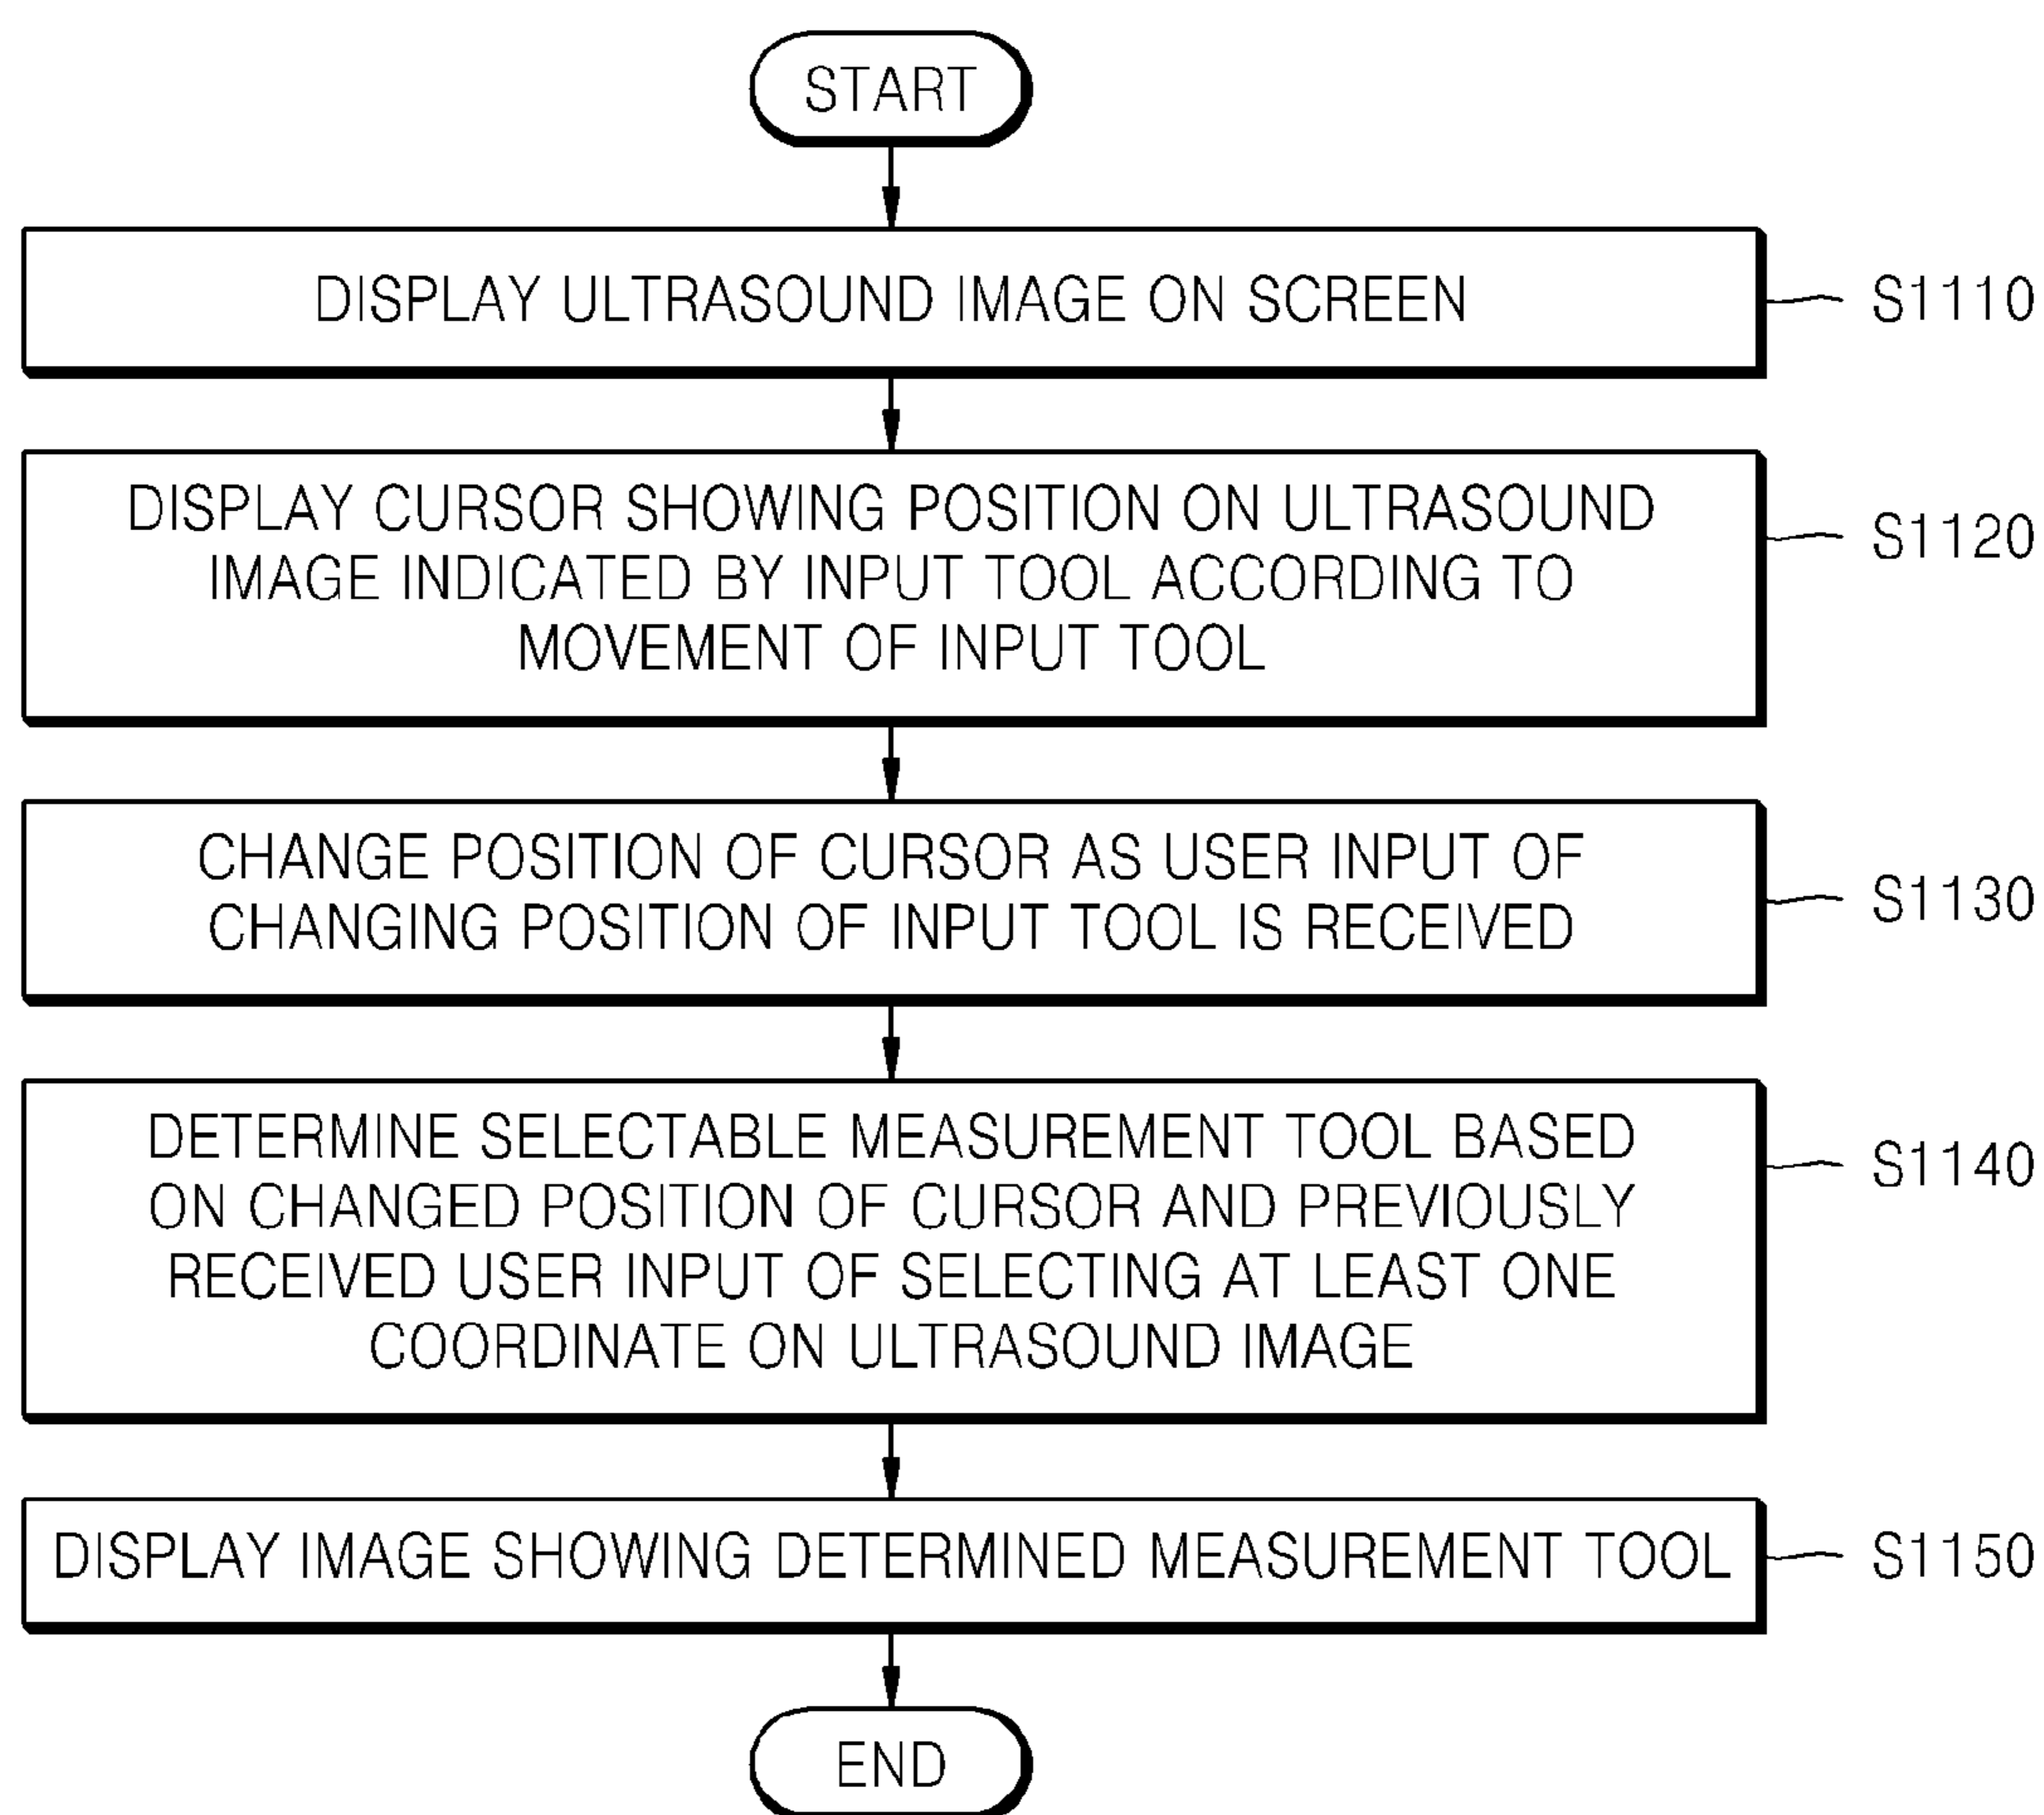 START
DISPLAY ULTRASOUND IMAGE ON SCREEN
S1110
DISPLAY CURSOR SHOWING POSITION ON ULTRASOUND
IMAGE INDICATED BY INPUT TOOL ACCORDING TO
MOVEMENT OF INPUT TOOL
S1120
CHANGE POSITION OF CURSOR AS USER INPUT OF
CHANGING POSITION OF INPUT TOOL IS RECEIVED
S1130
DETERMINE SELECTABLE MEASUREMENT TOOL BASED
ON CHANGED POSITION OF CURSOR AND PREVIOUSLY
RECEIVED USER INPUT OF SELECTING AT LEAST ONE
COORDINATE ON ULTRASOUND IMAGE
S1140
DISPLAY IMAGE SHOWING DETERMINED MEASUREMENT TOOL
S1150
END